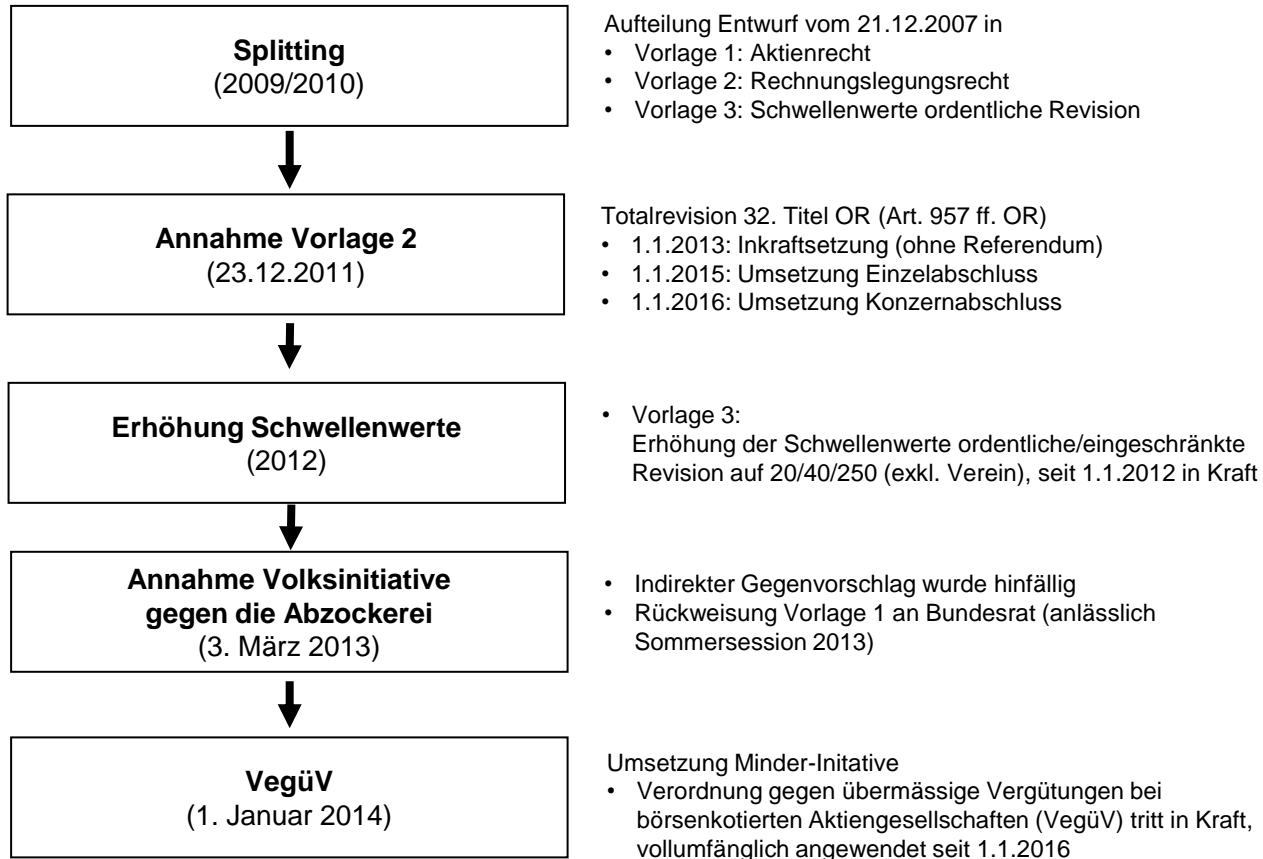 Splitting
(2009/2010)
Aufteilung Entwurf vom 21.12.2007 in
• Vorlage 1: Aktienrecht
• Vorlage 2: Rechnungslegungsrecht
• Vorlage 3: Schwellenwerte ordentliche Revision
Annahme Vorlage 2
(23.12.2011)
Totalrevision 32. Titel OR (Art. 957 ff. OR)
• 1.1.2013: Inkraftsetzung (ohne Referendum)
• 1.1.2015: Umsetzung Einzelabschluss
• 1.1.2016: Umsetzung Konzernabschluss
Erhöhung Schwellenwerte
(2012)
• Vorlage 3:
Erhöhung der Schwellenwerte ordentliche/eingeschränkte
Revision auf 20/40/250 (exkl. Verein), seit 1.1.2012 in Kraft
Annahme Volksinitiative
gegen die Abzockerei
(3. März 2013)
• Indirekter Gegenvorschlag wurde hinfällig
• Rückweisung Vorlage 1 an Bundesrat (anlässlich
Sommersession 2013)
VegüV
(1. Januar 2014)
Umsetzung Minder-Initative
• Verordnung gegen übermässige Vergütungen bei
börsenkotierten Aktiengesellschaften (VegüV) tritt in Kraft,
vollumfänglich angewendet seit 1.1.2016